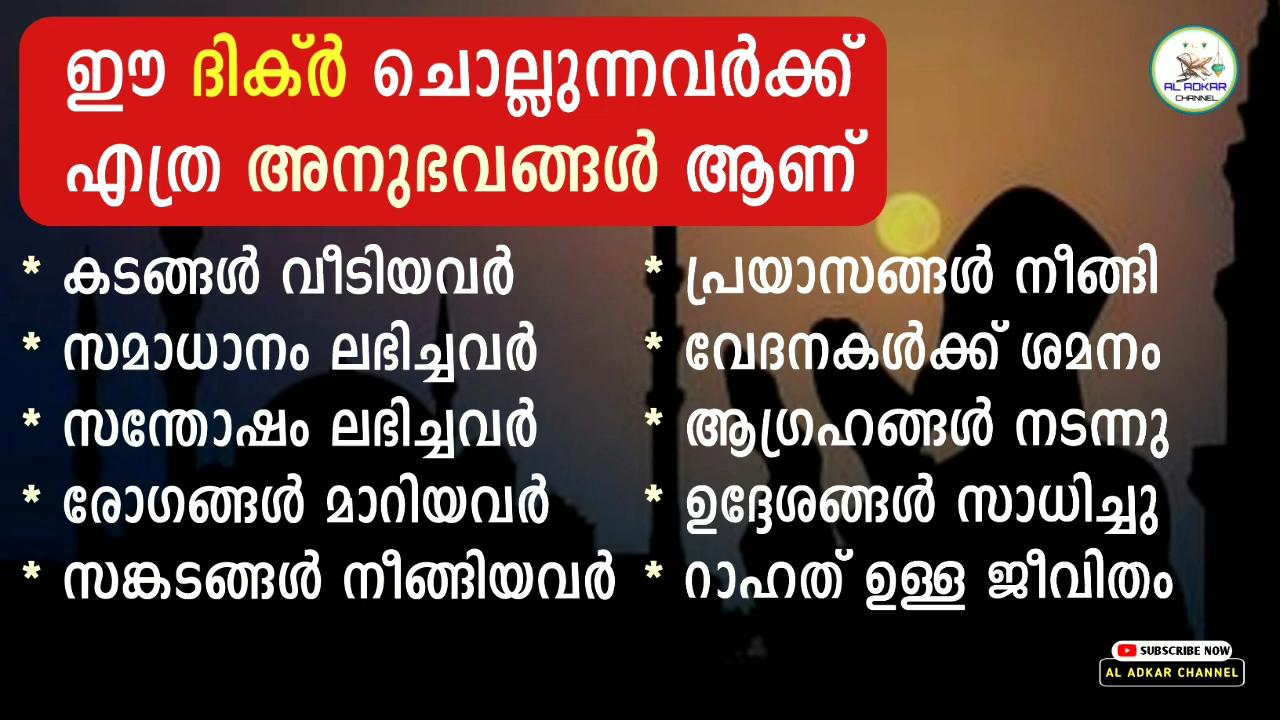 ഈ ദിക്ർ ചൊല്ലുന്നവർക്ക്
എത്ര അനുഭവങ്ങൾ ആണ്
AL ADKAR
CHANNEL
* കടങ്ങൾ വീടിയവർ
* സമാധാനം ലഭിച്ചവർ
* സന്തോഷം ലഭിച്ചവർ
* രോഗങ്ങൾ മാറിയവർ
* സങ്കടങ്ങൾ നീങ്ങിയവർ
* പ്രയാസങ്ങൾ നീങ്ങി
* വേദനകൾക്ക് ശമനം
* ആഗ്രഹങ്ങൾ നടന്നു
* ഉദ്ദേശങ്ങൾ സാധിച്ചു
* റാഹത് ഉള്ള ജീവിതം
SUBSCRIBE NOW
AL ADKAR CHANNEL